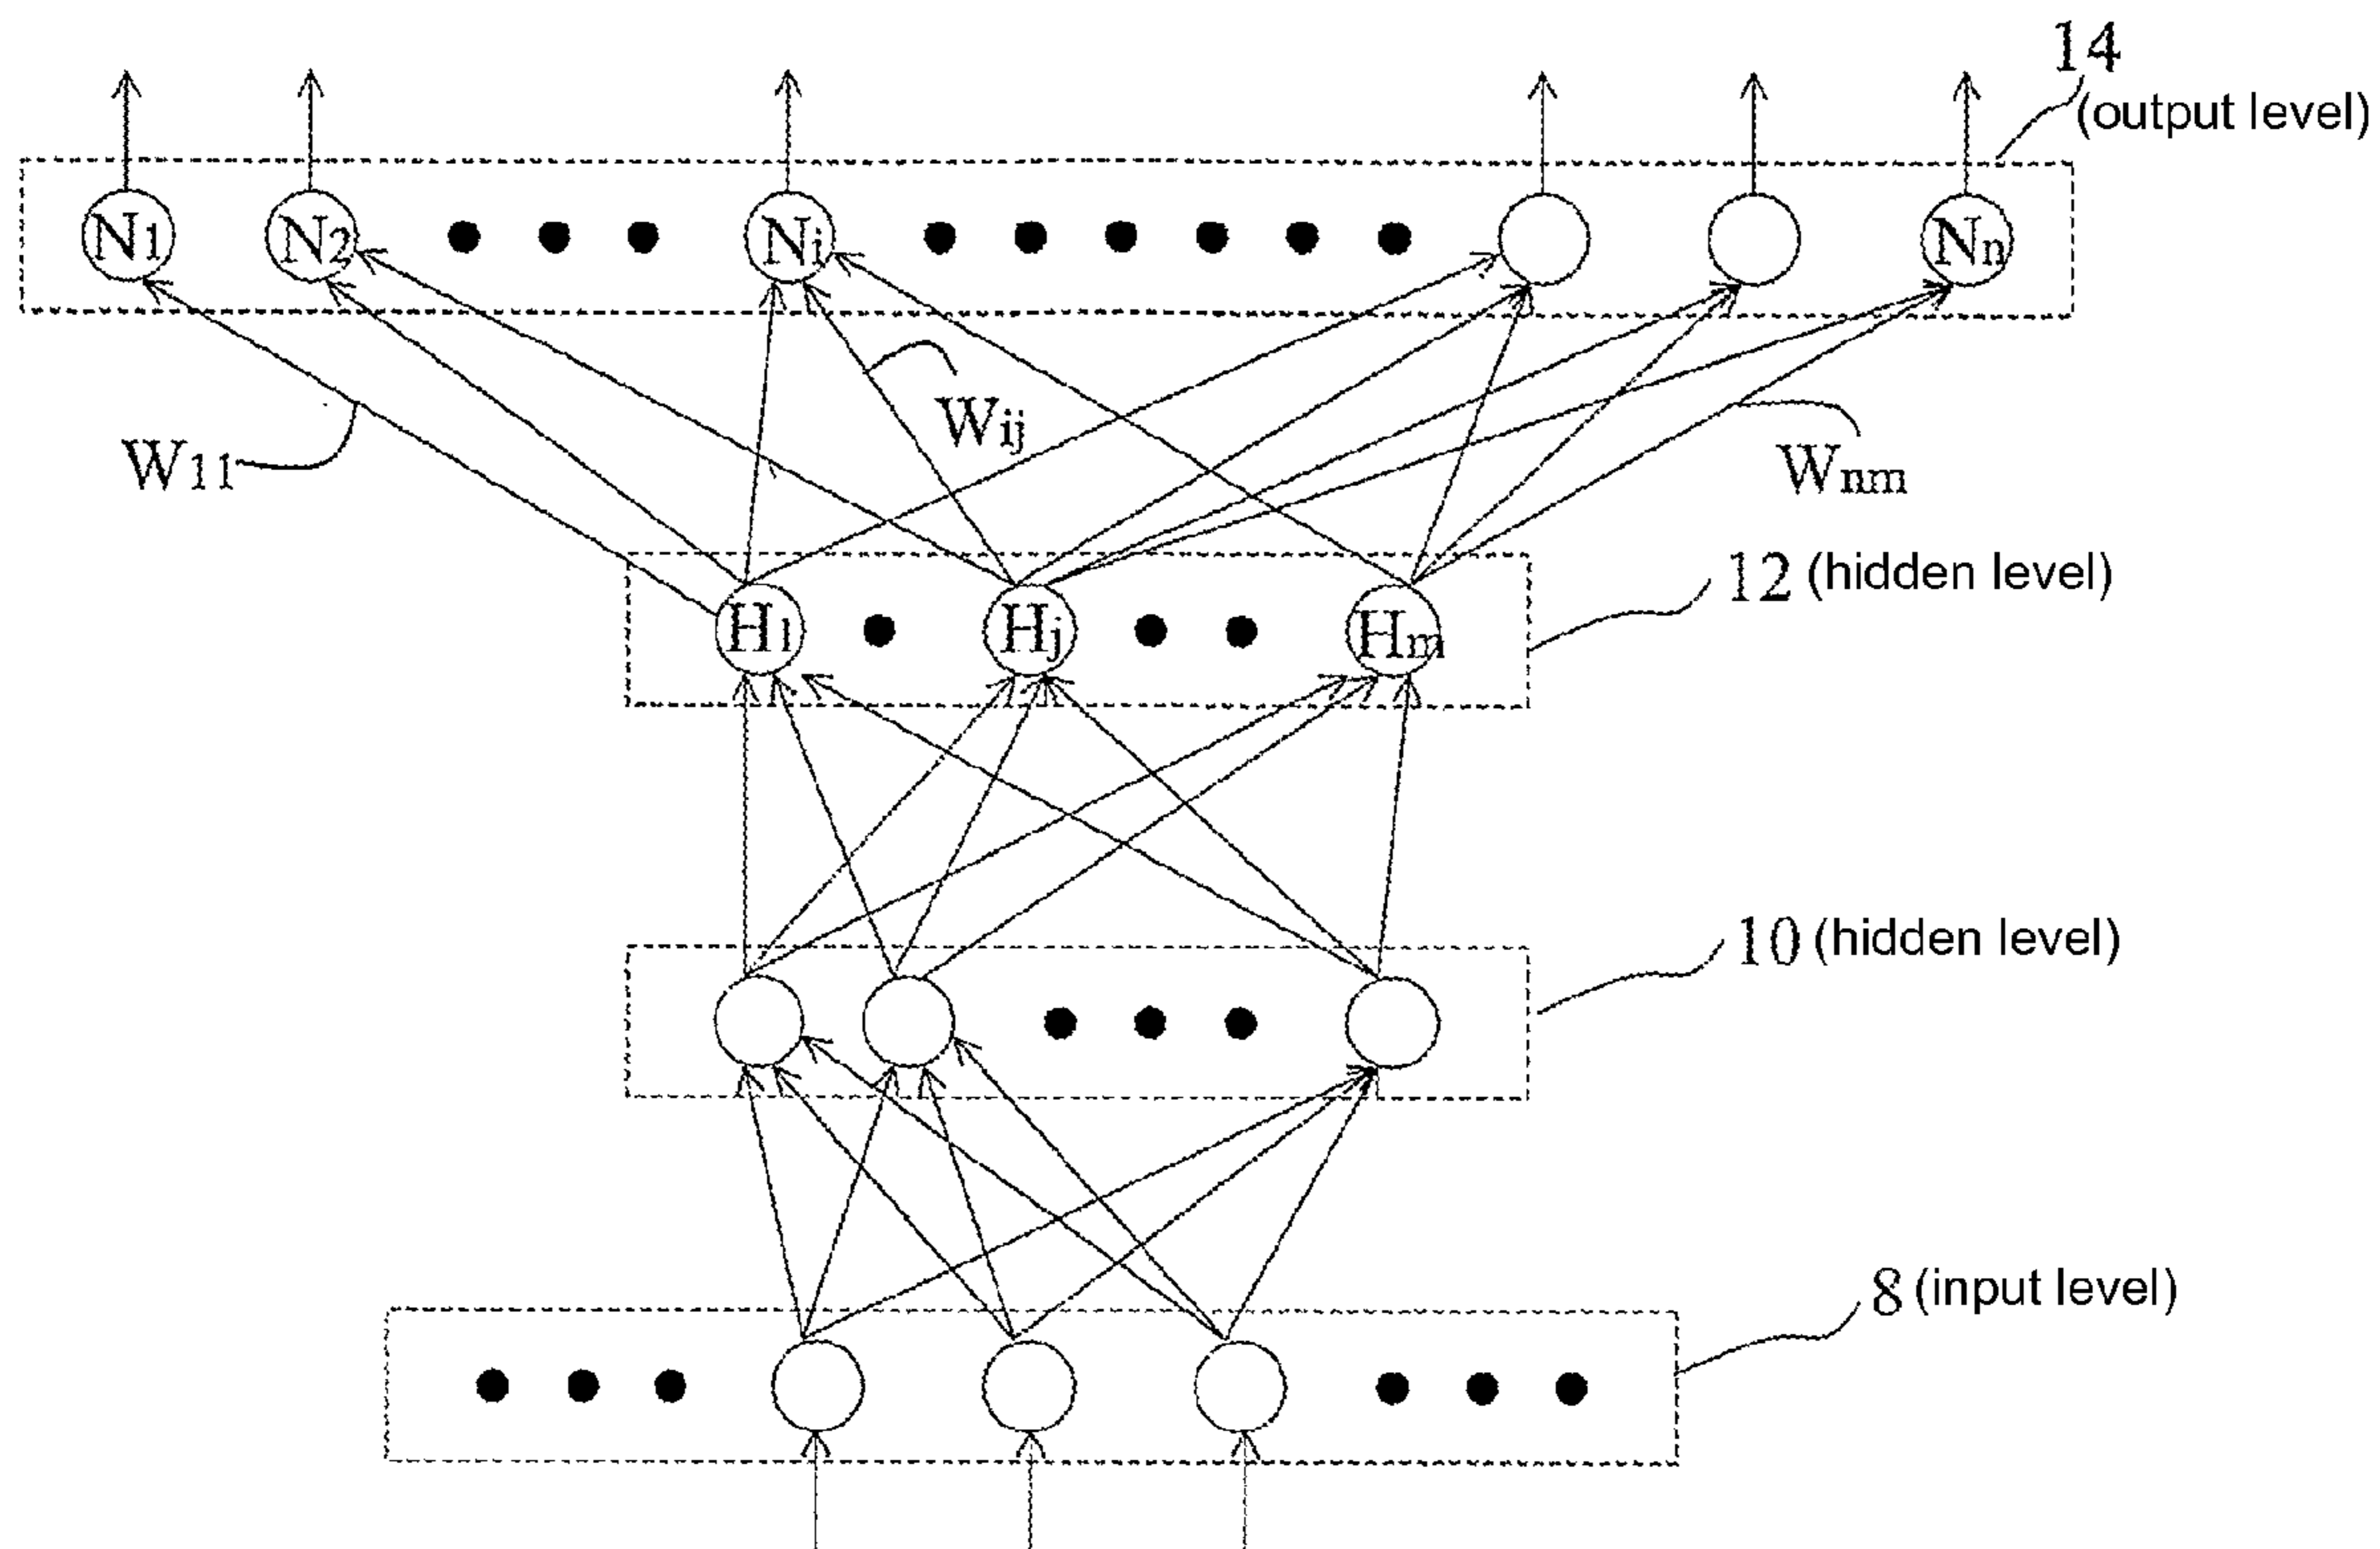 14
(output level)
N1 N2 Ni Nn
Wij
W11
Wnm
12 (hidden level)
H1 Hj Hm
10 (hidden level)
8 (input level)